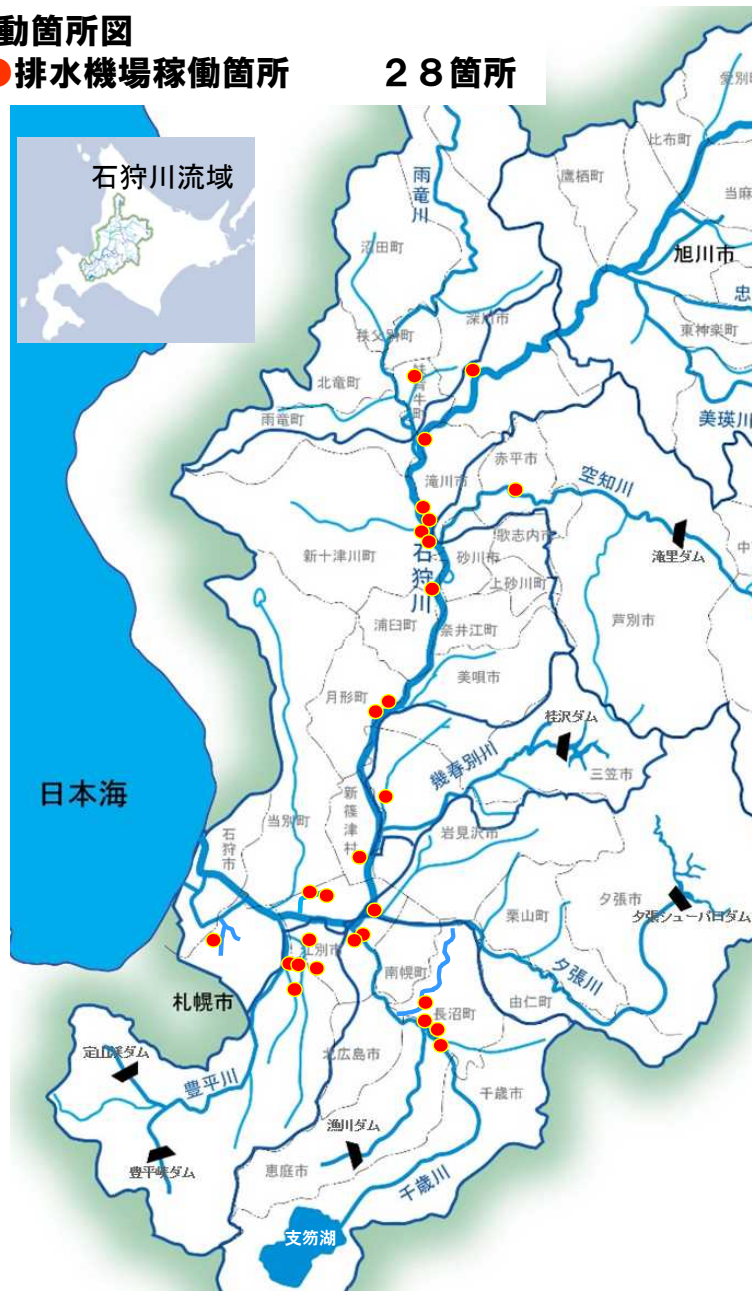 動箇所図
●排水機場稼働箇所 28箇所
石狩川流域
雨竜川
鷹栖町
比布町
愛別町
当麻
旭川市
忠
東神楽町
美瑛川
沼田町
秩父別町
深川市
北竜町
妹背牛町
雨竜町
滝川市
赤平市
空知川
新十津川町
石狩川
歌志内市
砂川市
上砂川町
滝里ダム
中
芦別市
浦臼町
奈井江町
美唄市
月形町
桂沢ダム
幾春別川
三笠市
日本海
新篠津村
当別町
石狩市
岩見沢市
夕張市
栗山町
夕張シューパロダム
江別市
南幌町
夕張川
札幌市
長沼町
由仁町
北広島市
定山渓ダム
豊平川
千歳市
漁川ダム
豊平峡ダム
恵庭市
千歳川
支笏湖